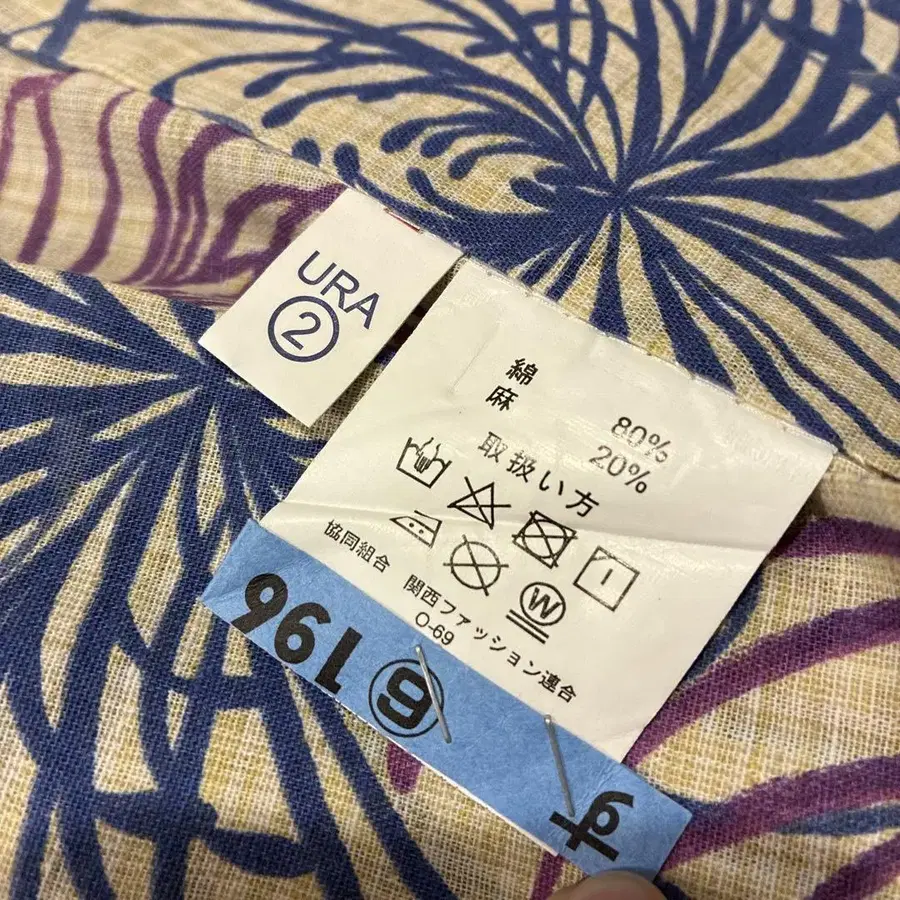 URA
②
綿 80%
麻 20%
取扱い方
W
協同組合 関西ファッション連合
O-69
す ⑥ 196